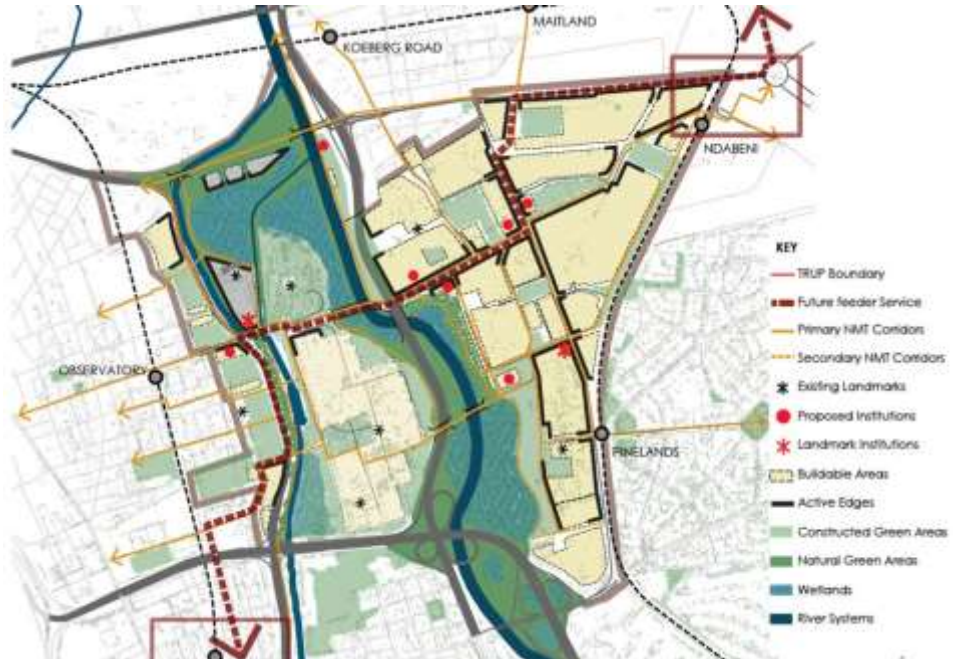 MAITLAND
KOEBERG ROAD
NDABENI
OBSERVATORY
PINELANDS
KEY
TRUP Boundary
Future feeder Service
Primary NMT Corridors
Secondary NMT Corridors
Existing Landmarks
Proposed Institutions
Landmark Institutions
Buildable Areas
Active Edges
Constructed Green Areas
Natural Green Areas
Wetlands
River Systems